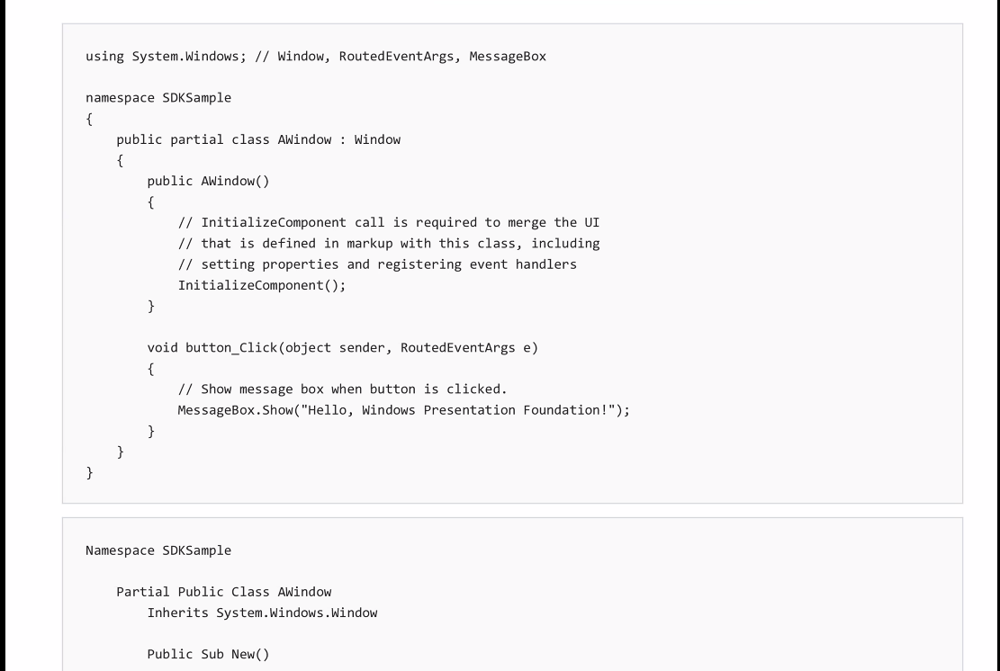 using System.Windows; // Window, RoutedEventArgs, MessageBox

namespace SDKSample
{
    public partial class AWindow : Window
    {
        public AWindow()
        {
            // InitializeComponent call is required to merge the UI
            // that is defined in markup with this class, including
            // setting properties and registering event handlers
            InitializeComponent();
        }

        void button_Click(object sender, RoutedEventArgs e)
        {
            // Show message box when button is clicked.
            MessageBox.Show("Hello, Windows Presentation Foundation!");
        }
    }
}

Namespace SDKSample

    Partial Public Class AWindow
        Inherits System.Windows.Window

        Public Sub New()